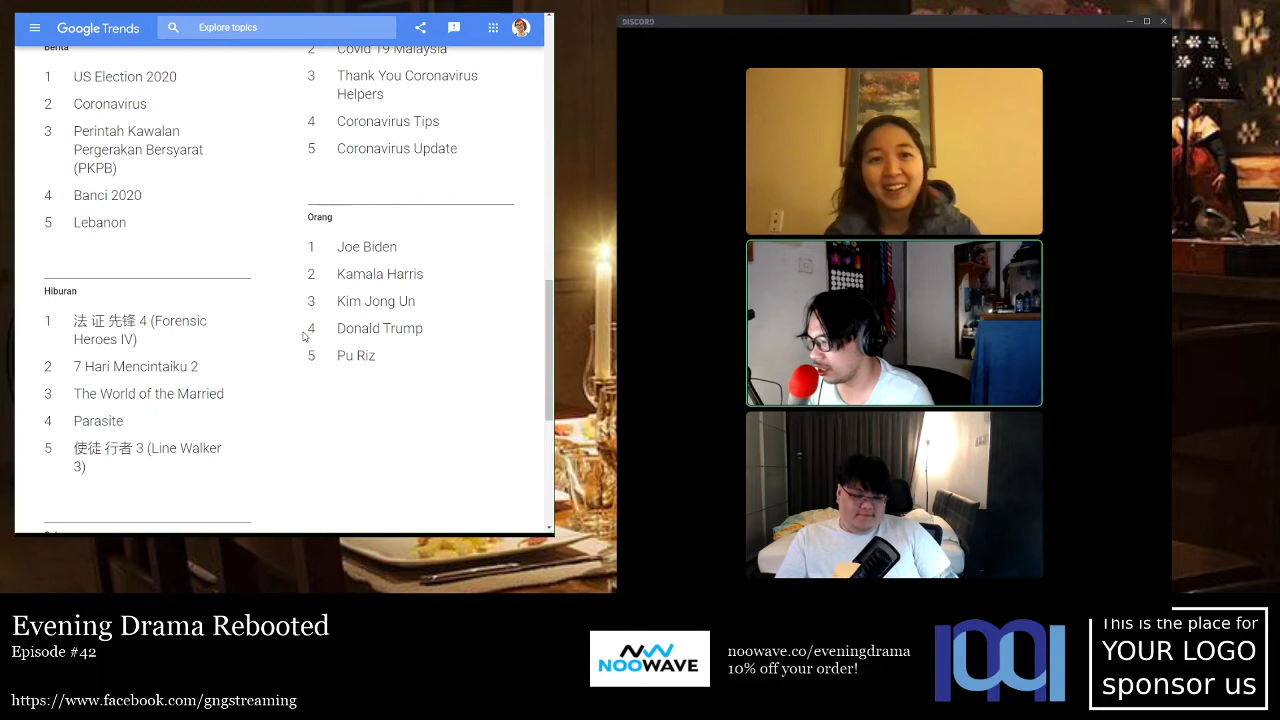 Google Trends
Explore topics
Berita
1 US Election 2020
2 Coronavirus
3 Perintah Kawalan
Pergerakan Bersyarat
(PKPB)
4 Banci 2020
5 Lebanon
Hiburan
1 法 证 先锋 4 (Forensic
Heroes IV)
2 7 Hari Mencintaiku 2
3 The World of the Married
4 Parasite
5 使徒 行者 3 (Line Walker
3)
2 Covid 19 Malaysia
3 Thank You Coronavirus
Helpers
4 Coronavirus Tips
5 Coronavirus Update
Orang
1 Joe Biden
2 Kamala Harris
3 Kim Jong Un
4 Donald Trump
5 Pu Riz
DISCORD
Evening Drama Rebooted
Episode #42
https://www.facebook.com/gngstreaming
NOOWAVE
noowave.co/eveningdrama
10% off your order!
This is the place for
YOUR LOGO
sponsor us